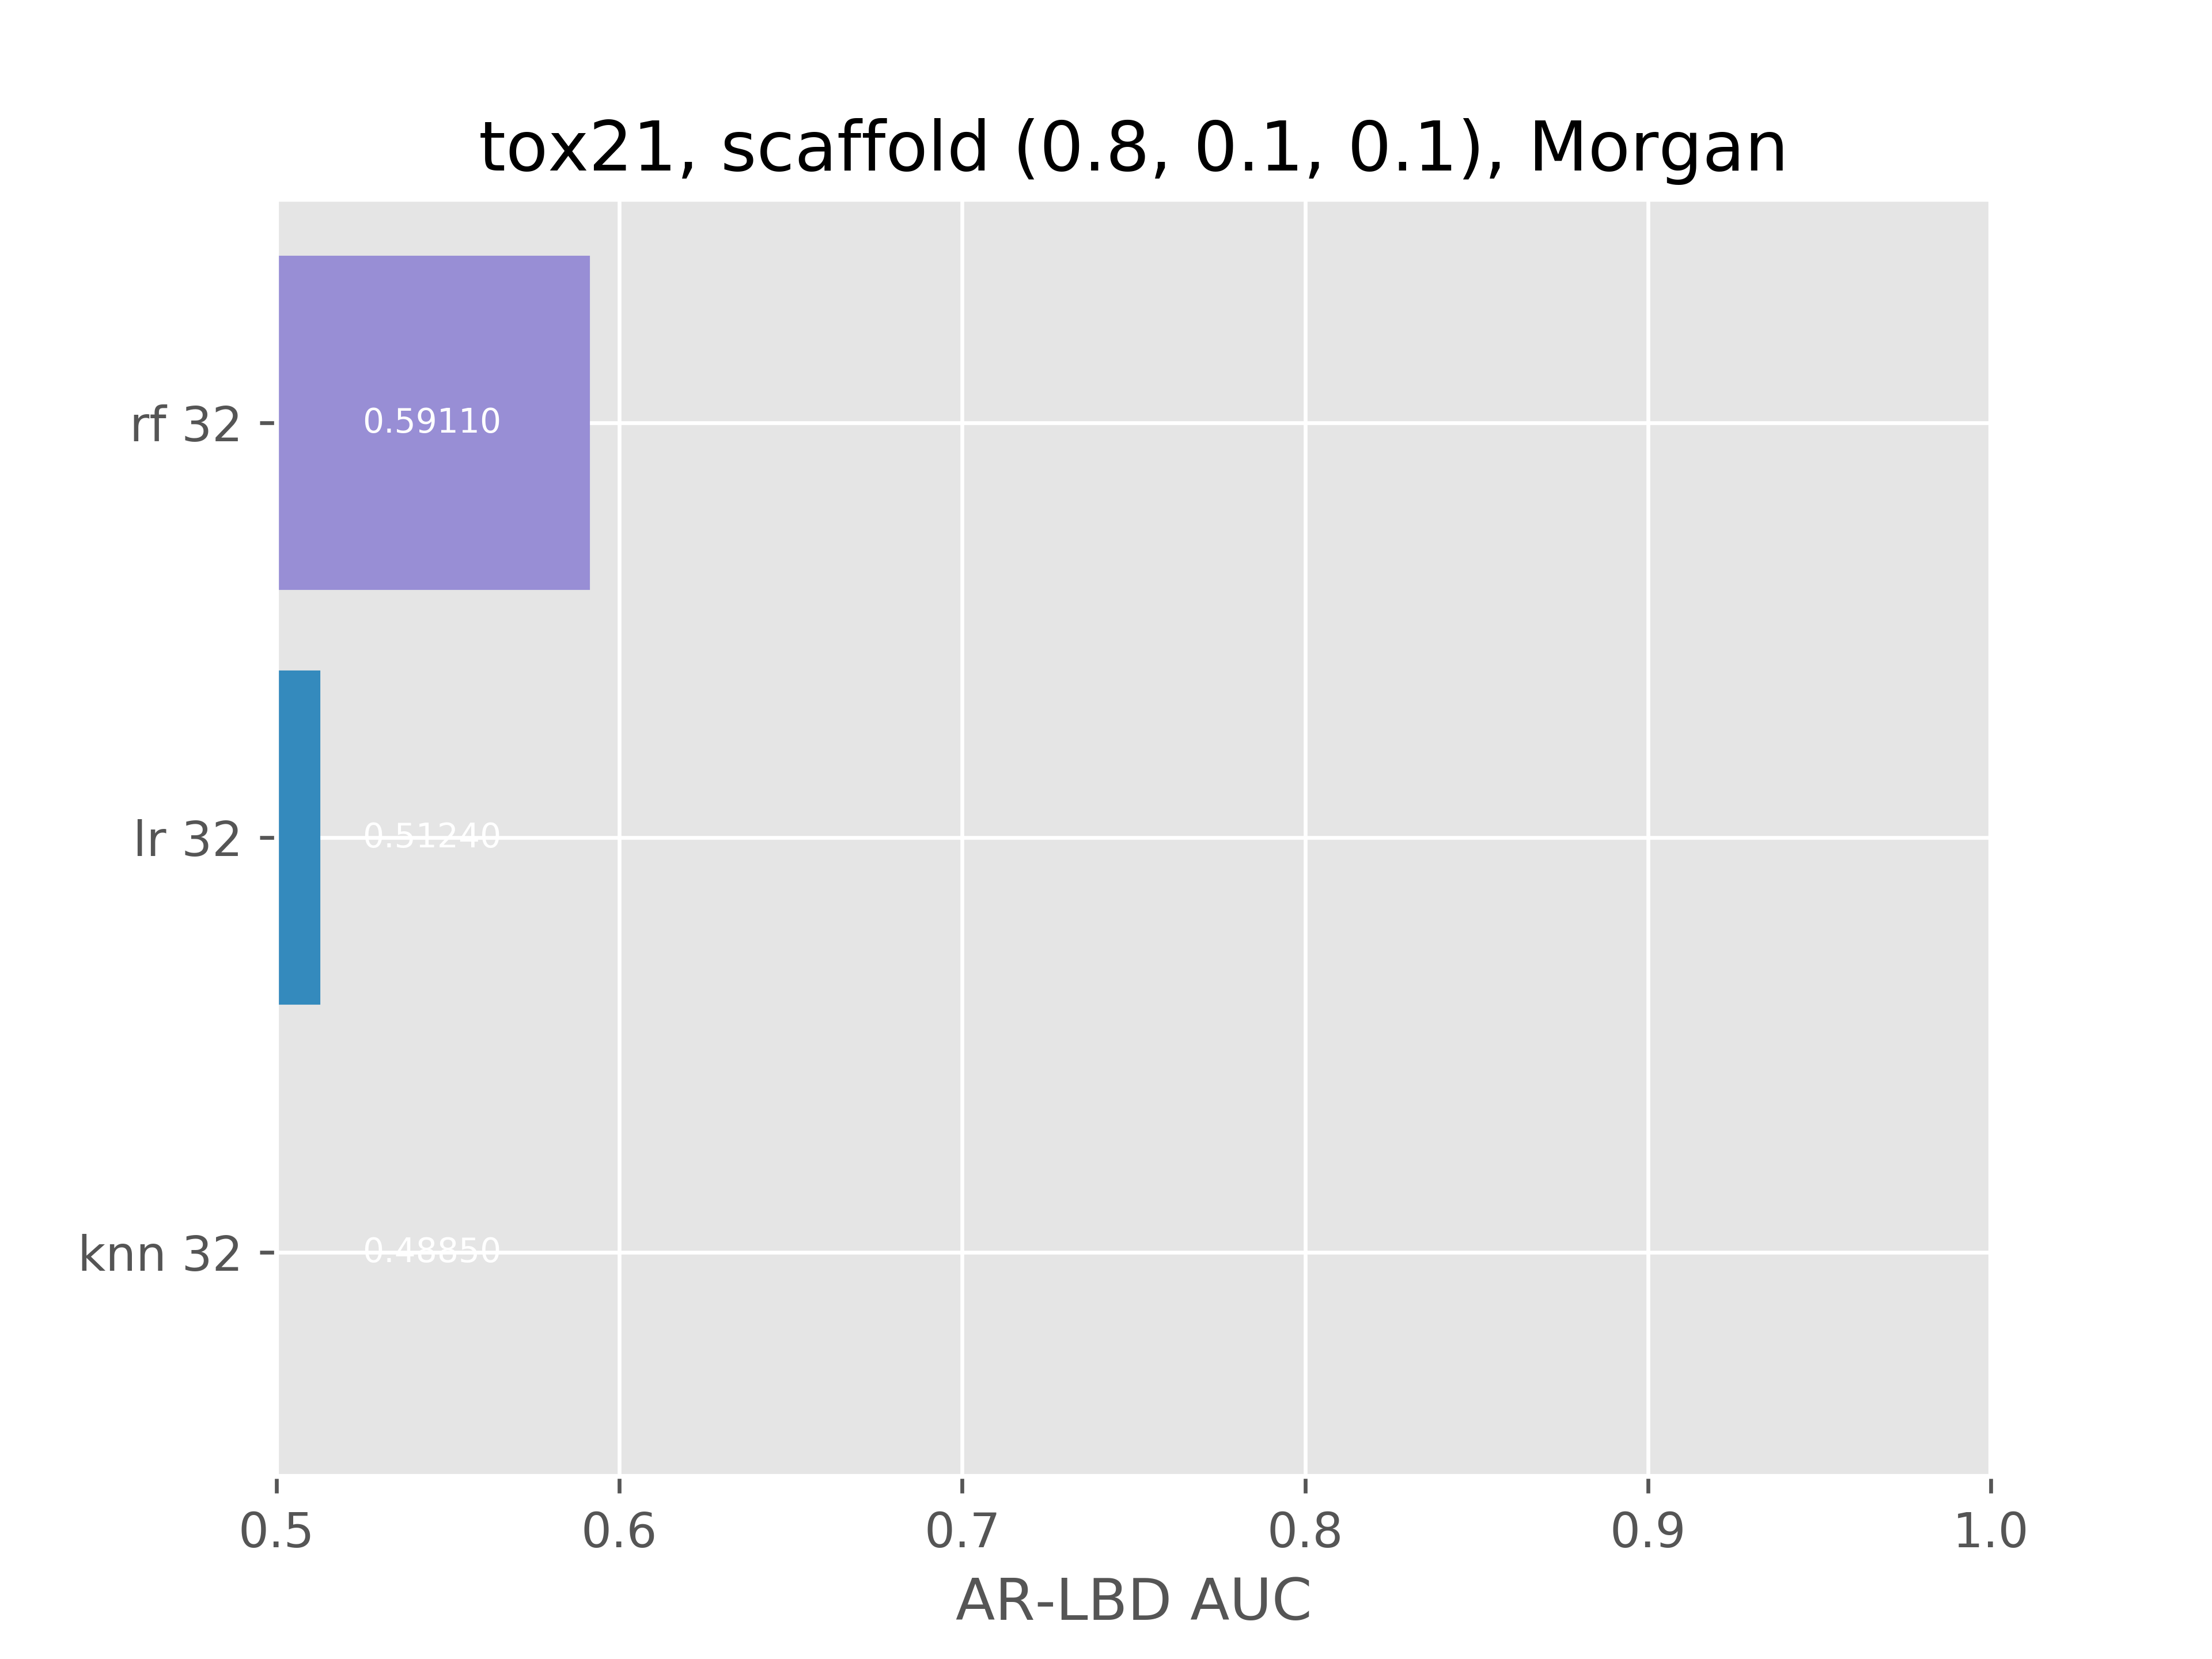 tox21, scaffold (0.8, 0.1, 0.1), Morgan
rf 32
0.59110
lr 32
0.51240
knn 32
0.48850
0.5 0.6 0.7 0.8 0.9 1.0
AR-LBD AUC